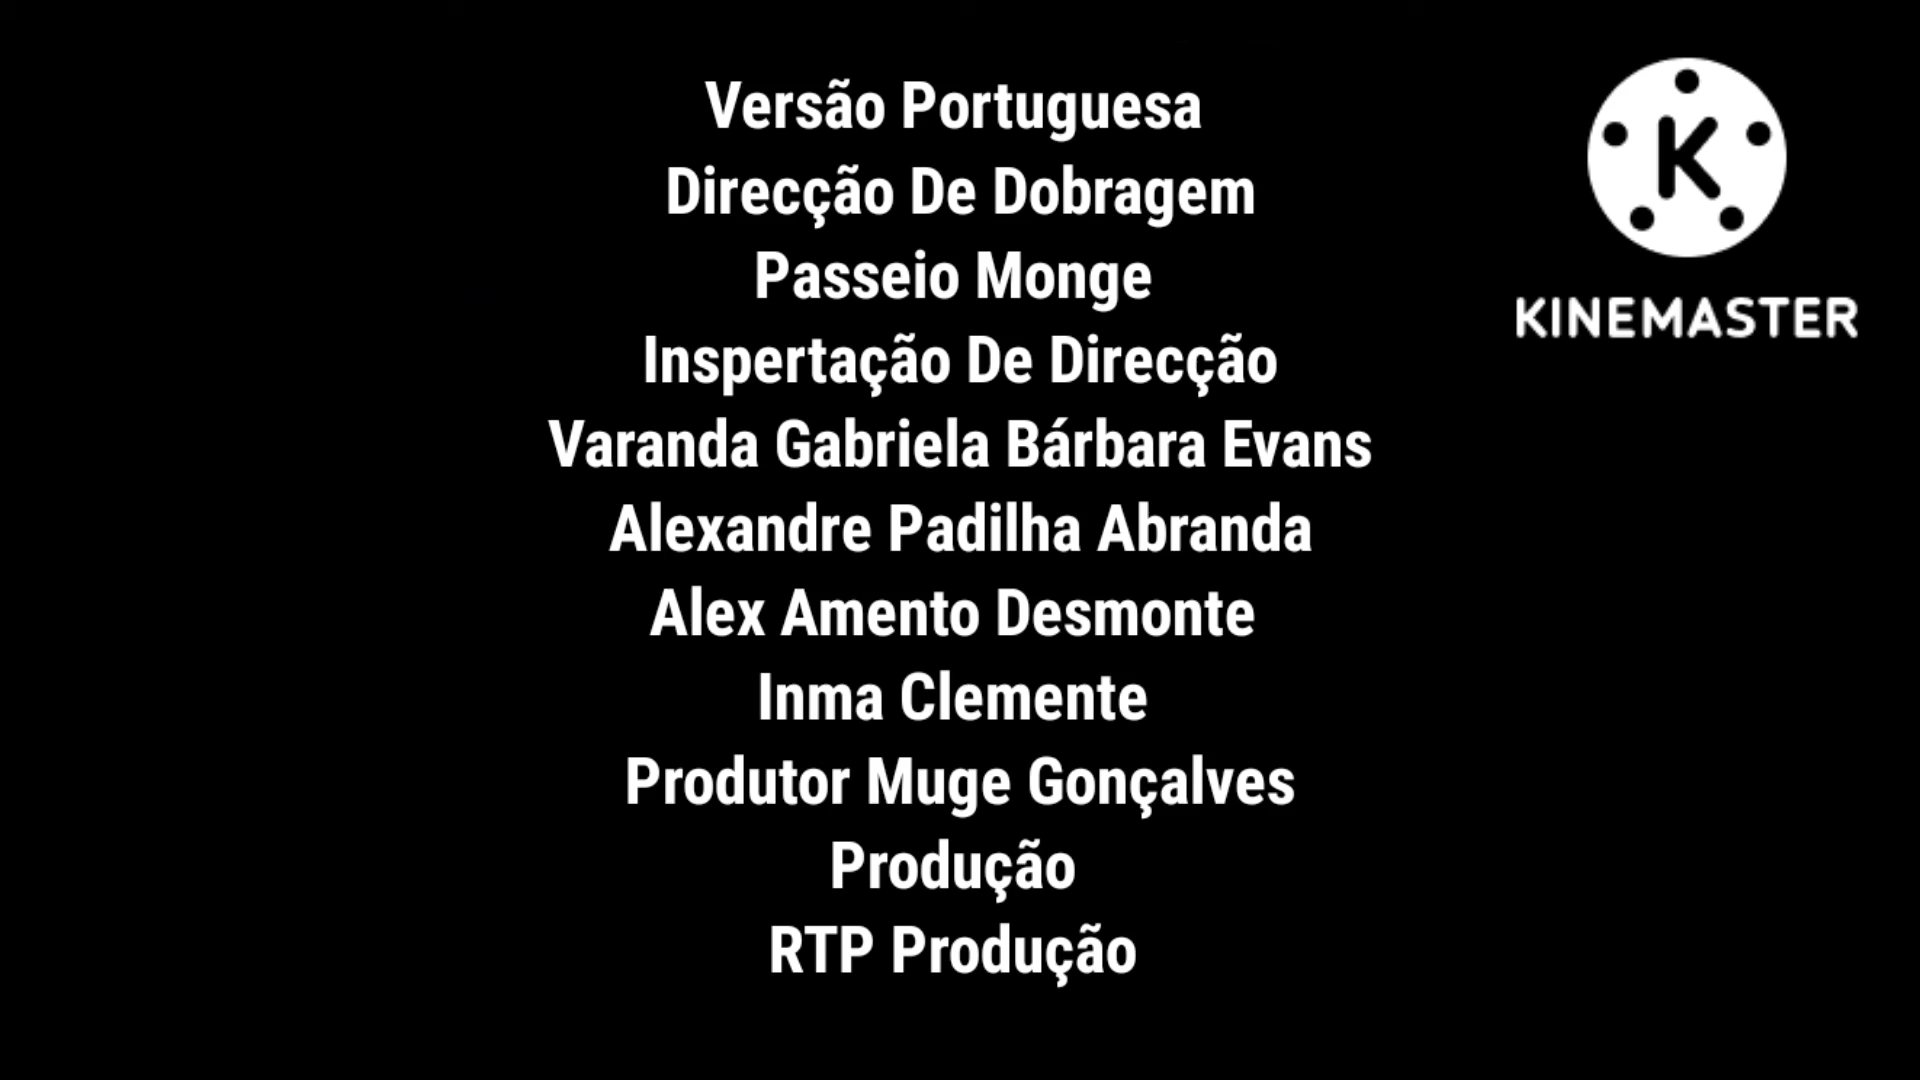 Versão Portuguesa
Direcção De Dobragem
Passeio Monge
Inspertação De Direcção
Varanda Gabriela Bárbara Evans
Alexandre Padilha Abranda
Alex Amento Desmonte
Inma Clemente
Produtor Muge Gonçalves
Produção
RTP Produção
K
KINEMASTER